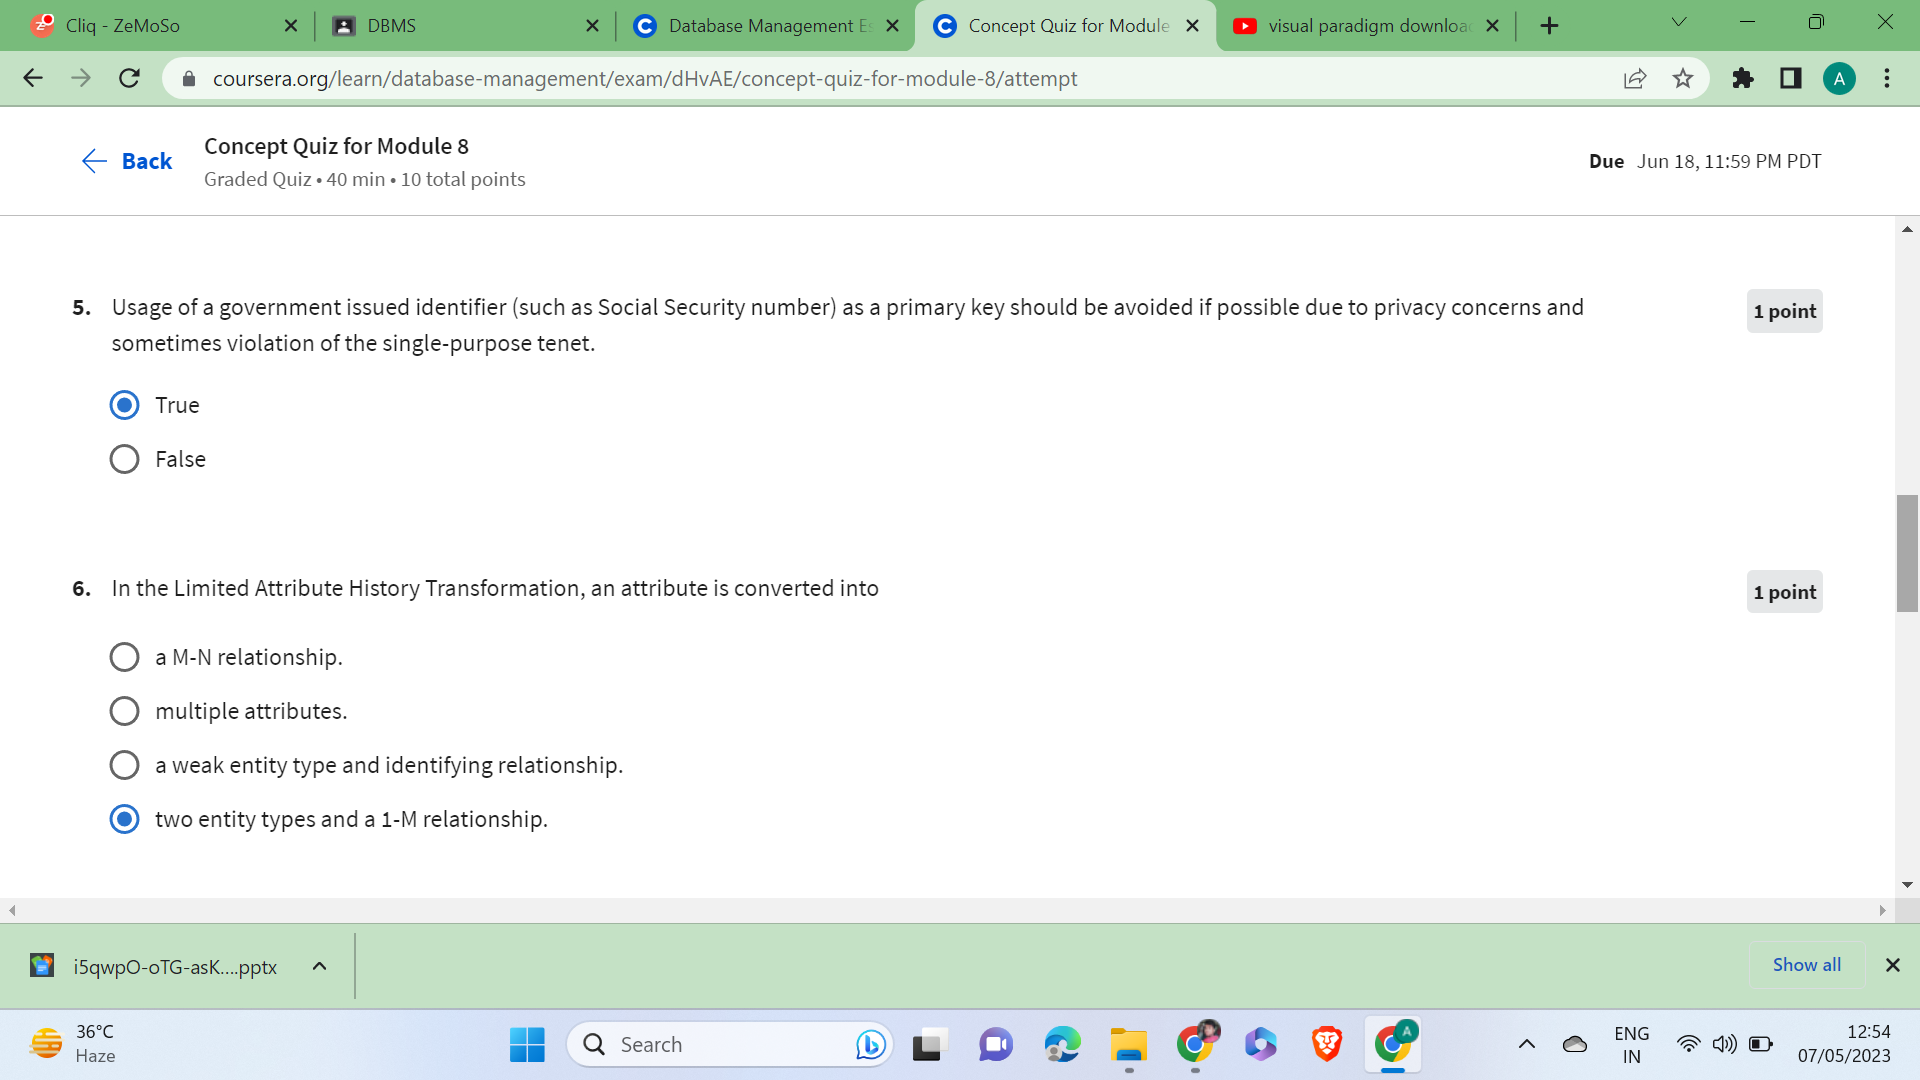 Cliq - ZeMoSo
DBMS
Database Management Es
Concept Quiz for Module
visual paradigm downloa
coursera.org/learn/database-management/exam/dHvAE/concept-quiz-for-module-8/attempt
A
Back
Concept Quiz for Module 8
Graded Quiz • 40 min • 10 total points
Due Jun 18, 11:59 PM PDT
5. Usage of a government issued identifier (such as Social Security number) as a primary key should be avoided if possible due to privacy concerns and
sometimes violation of the single-purpose tenet.
1 point
True
False
6. In the Limited Attribute History Transformation, an attribute is converted into
1 point
a M-N relationship.
multiple attributes.
a weak entity type and identifying relationship.
two entity types and a 1-M relationship.
i5qwpO-oTG-asK....pptx
Show all
36°C
Haze
Search
A
ENG
IN
12:54
07/05/2023